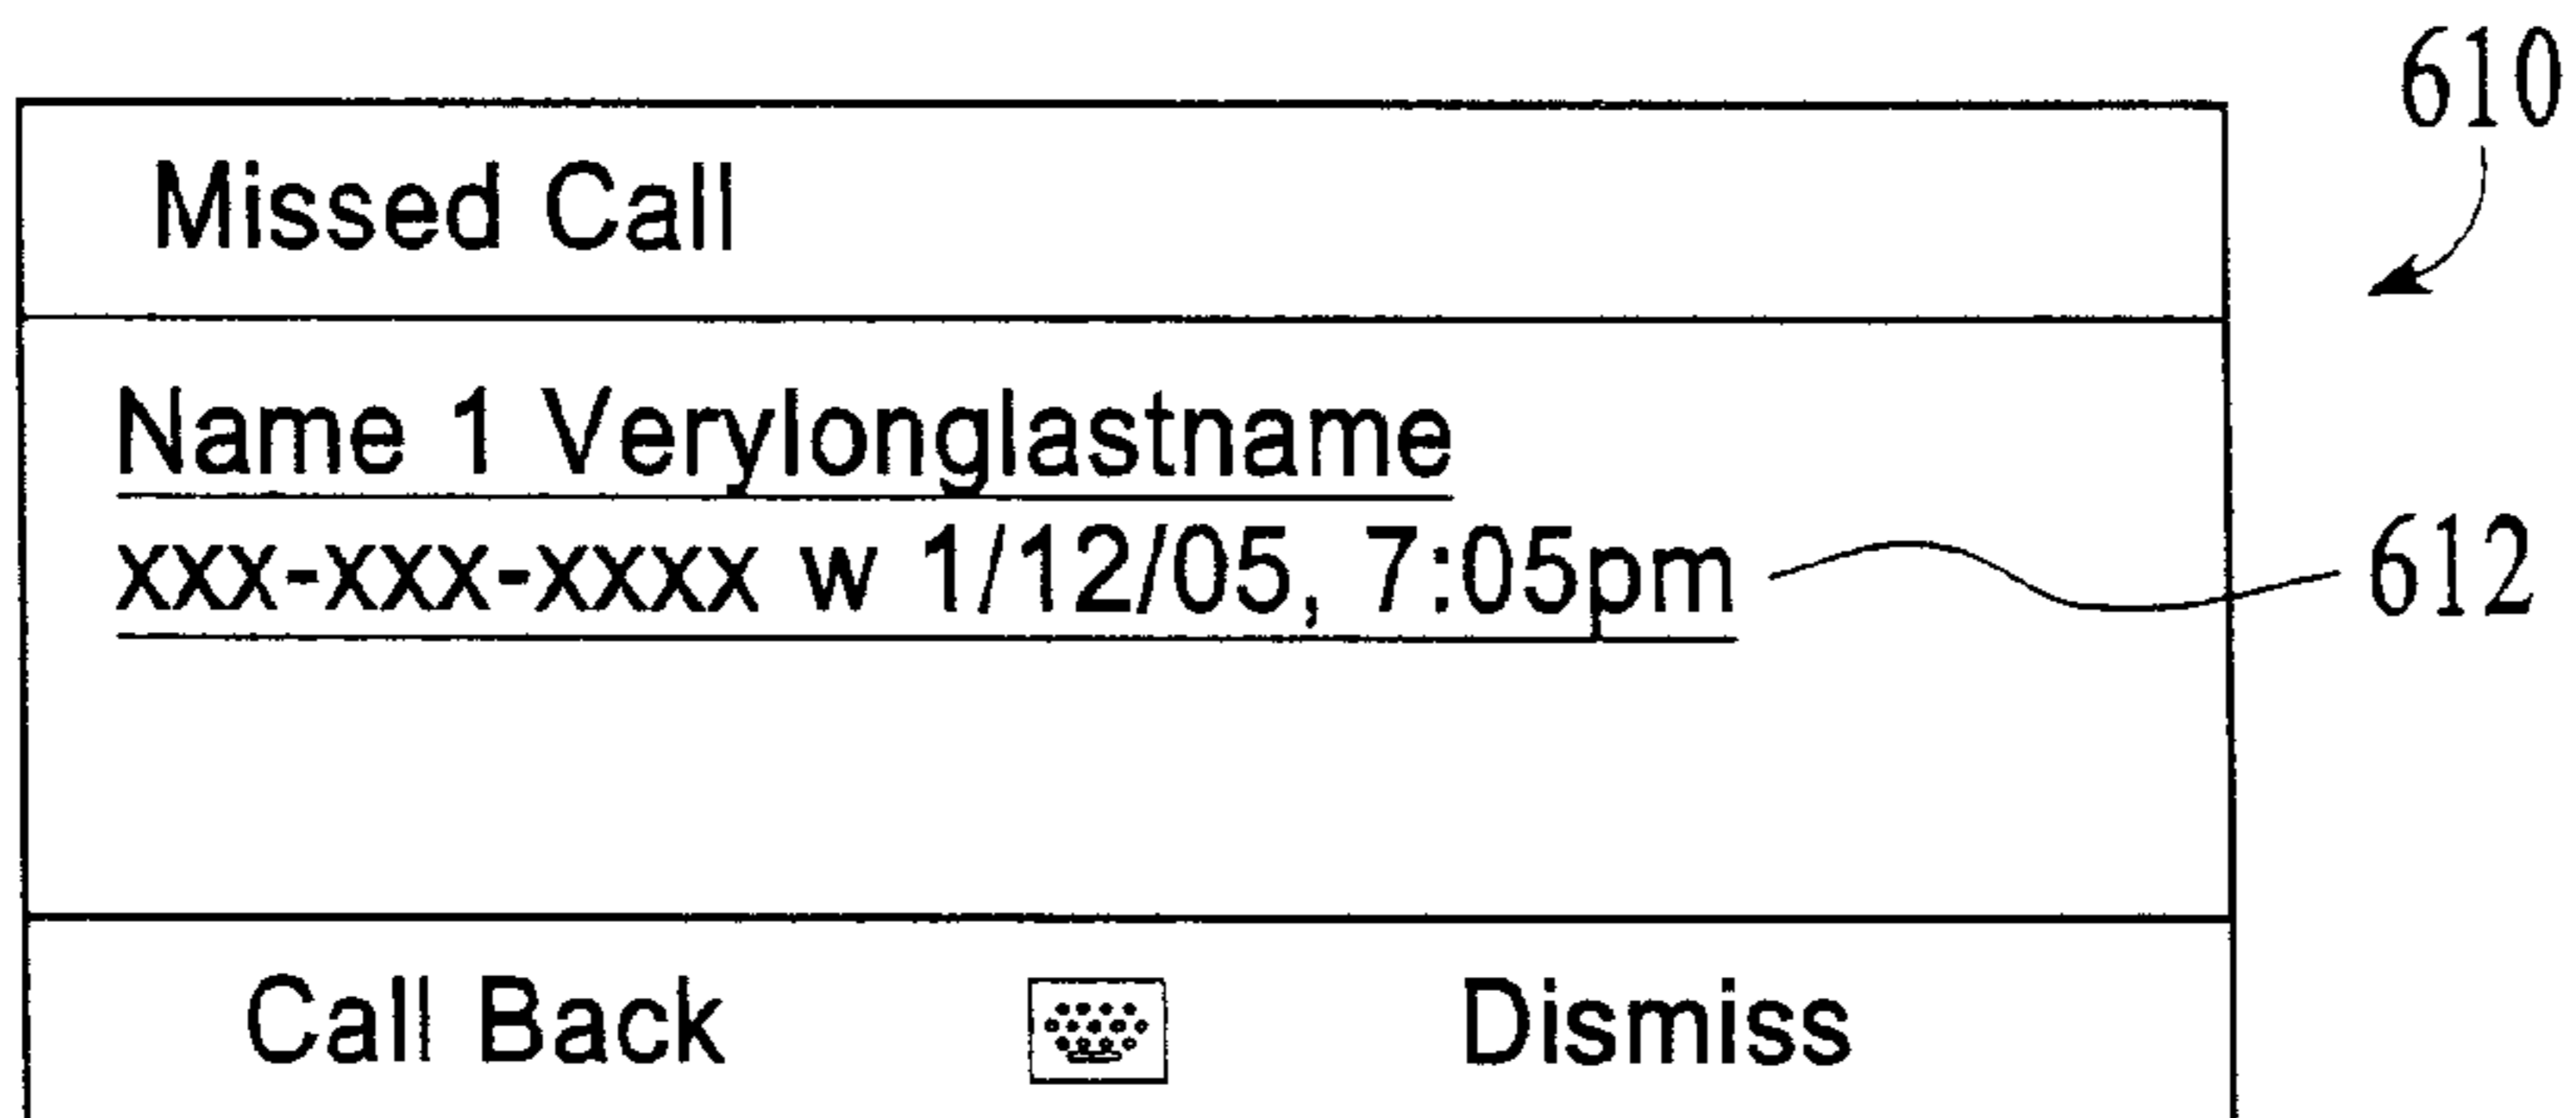 610
Missed Call
Name 1 Verylonglastname
xxx-xxx-xxxx w 1/12/05, 7:05pm
612
Call Back Dismiss